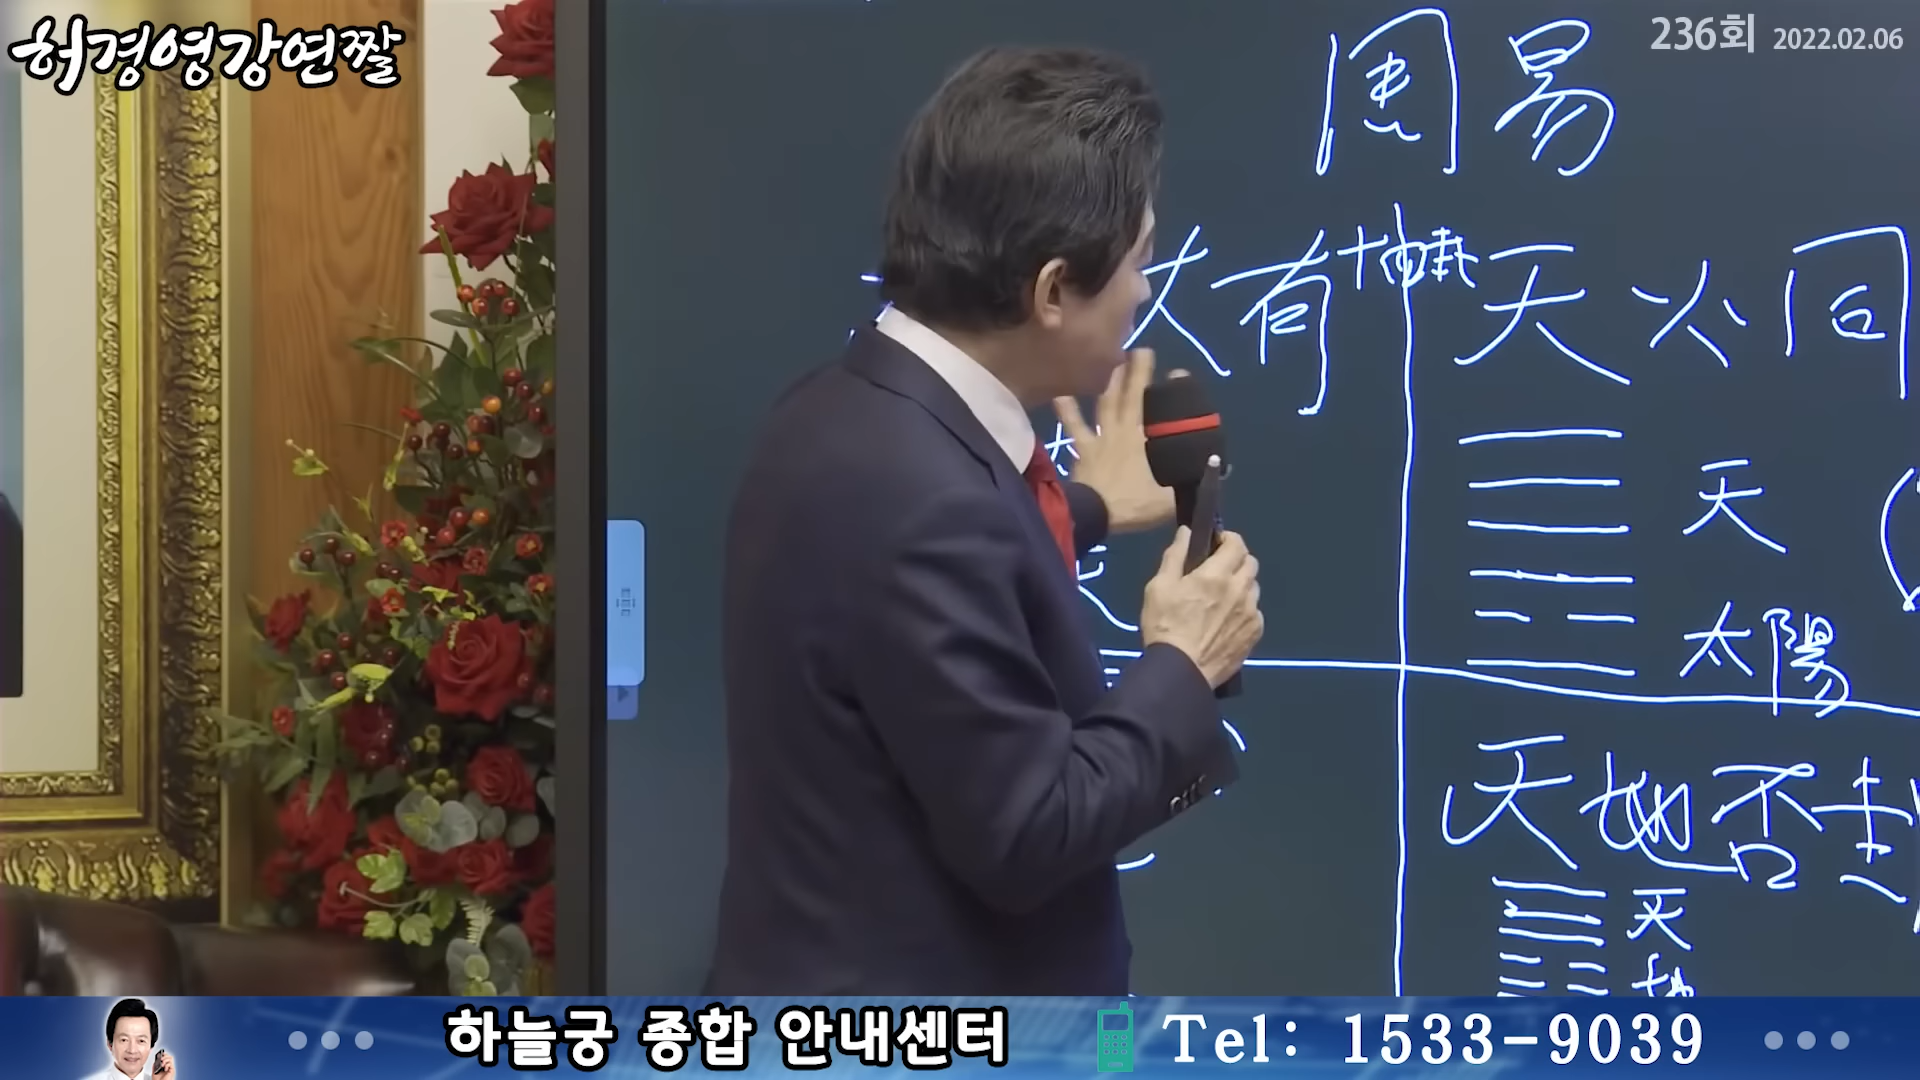 허경영강연짤
236회 2022.02.06
周易
大有
天火同
天
太陽
天地否卦
天
地
하늘궁 종합 안내센터
Tel: 1533-9039